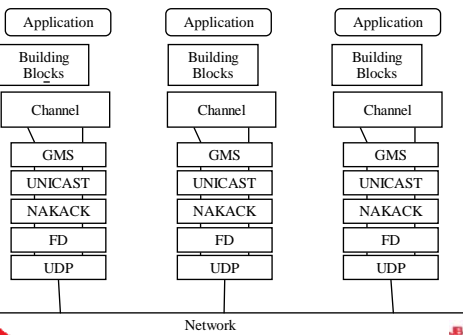 Application Application Application
Building Building Building
Blocks Blocks Blocks
Channel Channel Channel
GMS GMS GMS
UNICAST UNICAST UNICAST
NAKACK NAKACK NAKACK
FD FD FD
UDP UDP UDP
Network